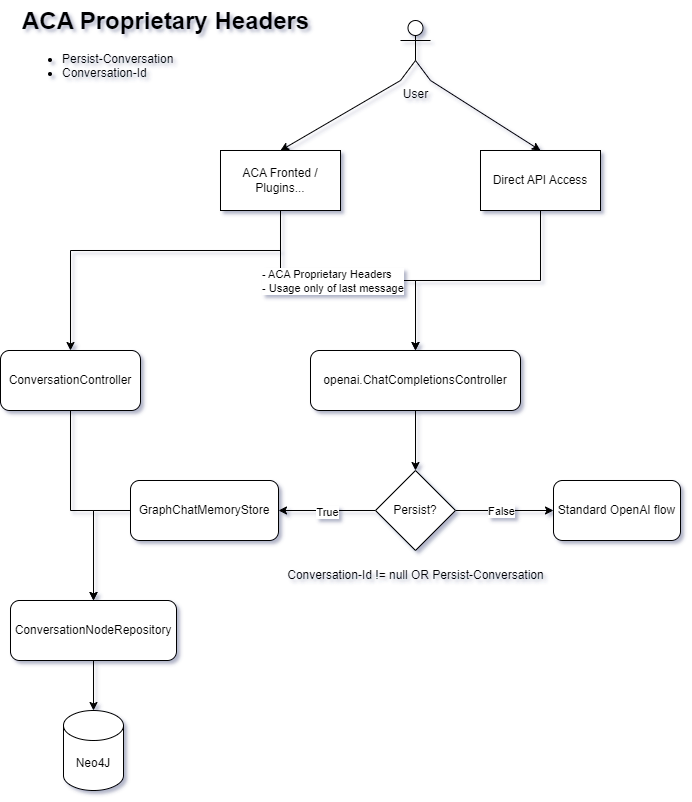 ACA Proprietary Headers
Persist-Conversation
Conversation-Id
User
ACA Fronted /
Plugins...
Direct API Access
- ACA Proprietary Headers
- Usage only of last message
ConversationController
openai.ChatCompletionsController
GraphChatMemoryStore
True
Persist?
False
Standard OpenAI flow
Conversation-Id != null OR Persist-Conversation
ConversationNodeRepository
Neo4J